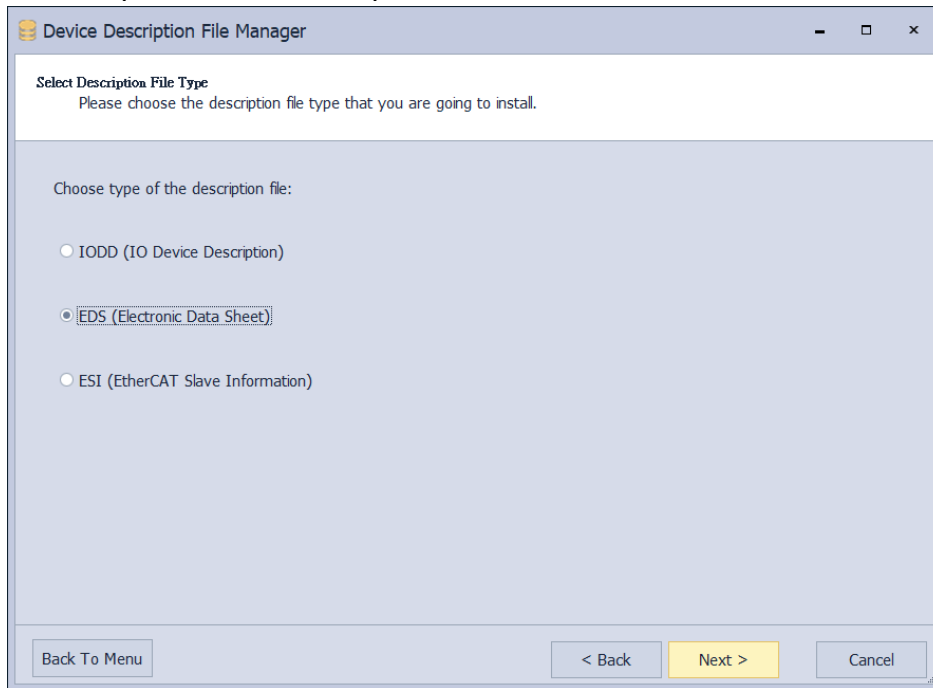 Device Description File Manager
Select Description File Type
Please choose the description file type that you are going to install.
Choose type of the description file:
IODD (IO Device Description)
EDS (Electronic Data Sheet)
ESI (EtherCAT Slave Information)
Back To Menu
< Back
Next >
Cancel